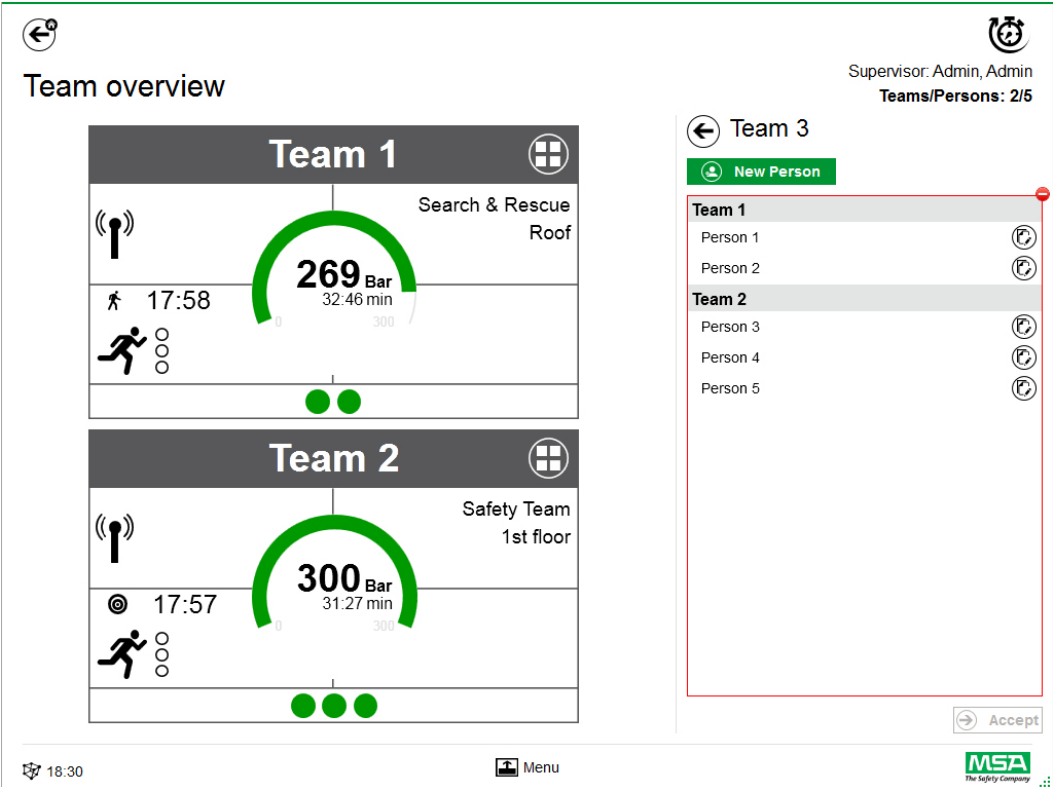 Supervisor: Admin, Admin
Team overview
Teams/Persons: 2/5
Team 1
Search & Rescue
Roof
269 Bar
32:46 min
17:58
0
300
Team 2
Safety Team
1st floor
300 Bar
31:27 min
17:57
0
300
Team 3
New Person
Team 1
Person 1
Person 2
Team 2
Person 3
Person 4
Person 5
Accept
18:30
Menu
MSA
The Safety Company